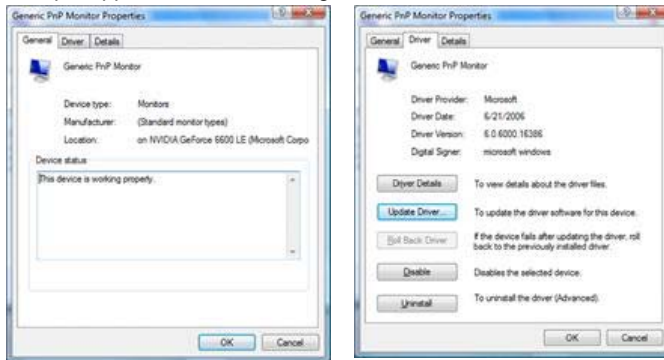 Generic PnP Monitor Properties
General Driver Details
Generic PnP Monitor
Device type: Monitors
Manufacturer: (Standard monitor types)
Location: on NVIDIA GeForce 6600 LE (Microsoft Corpo
Device status
This device is working properly.
OK Cancel
Generic PnP Monitor Properties
General Driver Details
Generic PnP Monitor
Driver Provider: Microsoft
Driver Date: 6/21/2006
Driver Version: 6.0.6000.16386
Digital Signer: microsoft windows
Driver Details To view details about the driver files.
Update Driver... To update the driver software for this device.
Roll Back Driver If the device fails after updating the driver, roll
back to the previously installed driver.
Disable Disables the selected device.
Uninstall To uninstall the driver (Advanced).
OK Cancel